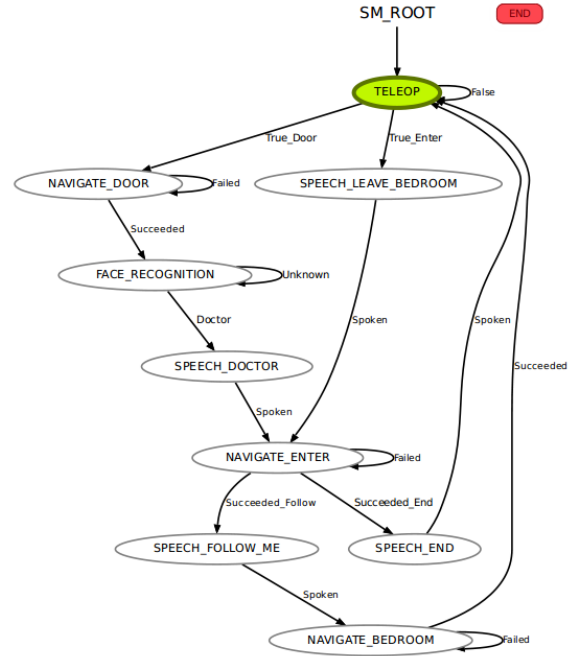 SM_ROOT
END
TELEOP
False
True_Door
True_Enter
NAVIGATE_DOOR
Failed
SPEECH_LEAVE_BEDROOM
Succeeded
FACE_RECOGNITION
Unknown
Doctor
Spoken
Spoken
SPEECH_DOCTOR
Succeeded
Spoken
NAVIGATE_ENTER
Failed
Succeeded_Follow
Succeeded_End
SPEECH_FOLLOW_ME
SPEECH_END
Spoken
NAVIGATE_BEDROOM
Failed